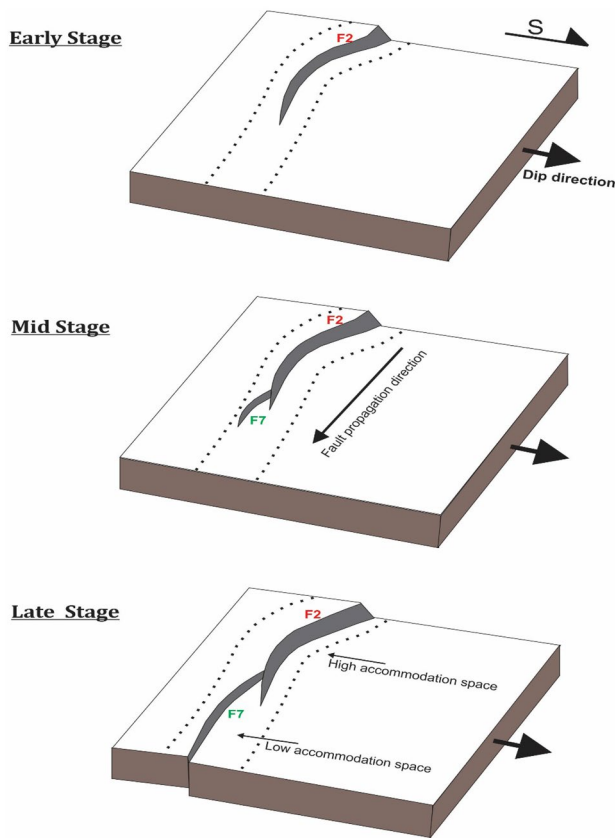 Early Stage
F2
S
Dip direction
Mid Stage
F2
F7
Fault propagation direction
Late Stage
F2
High accommodation space
F7
Low accommodation space